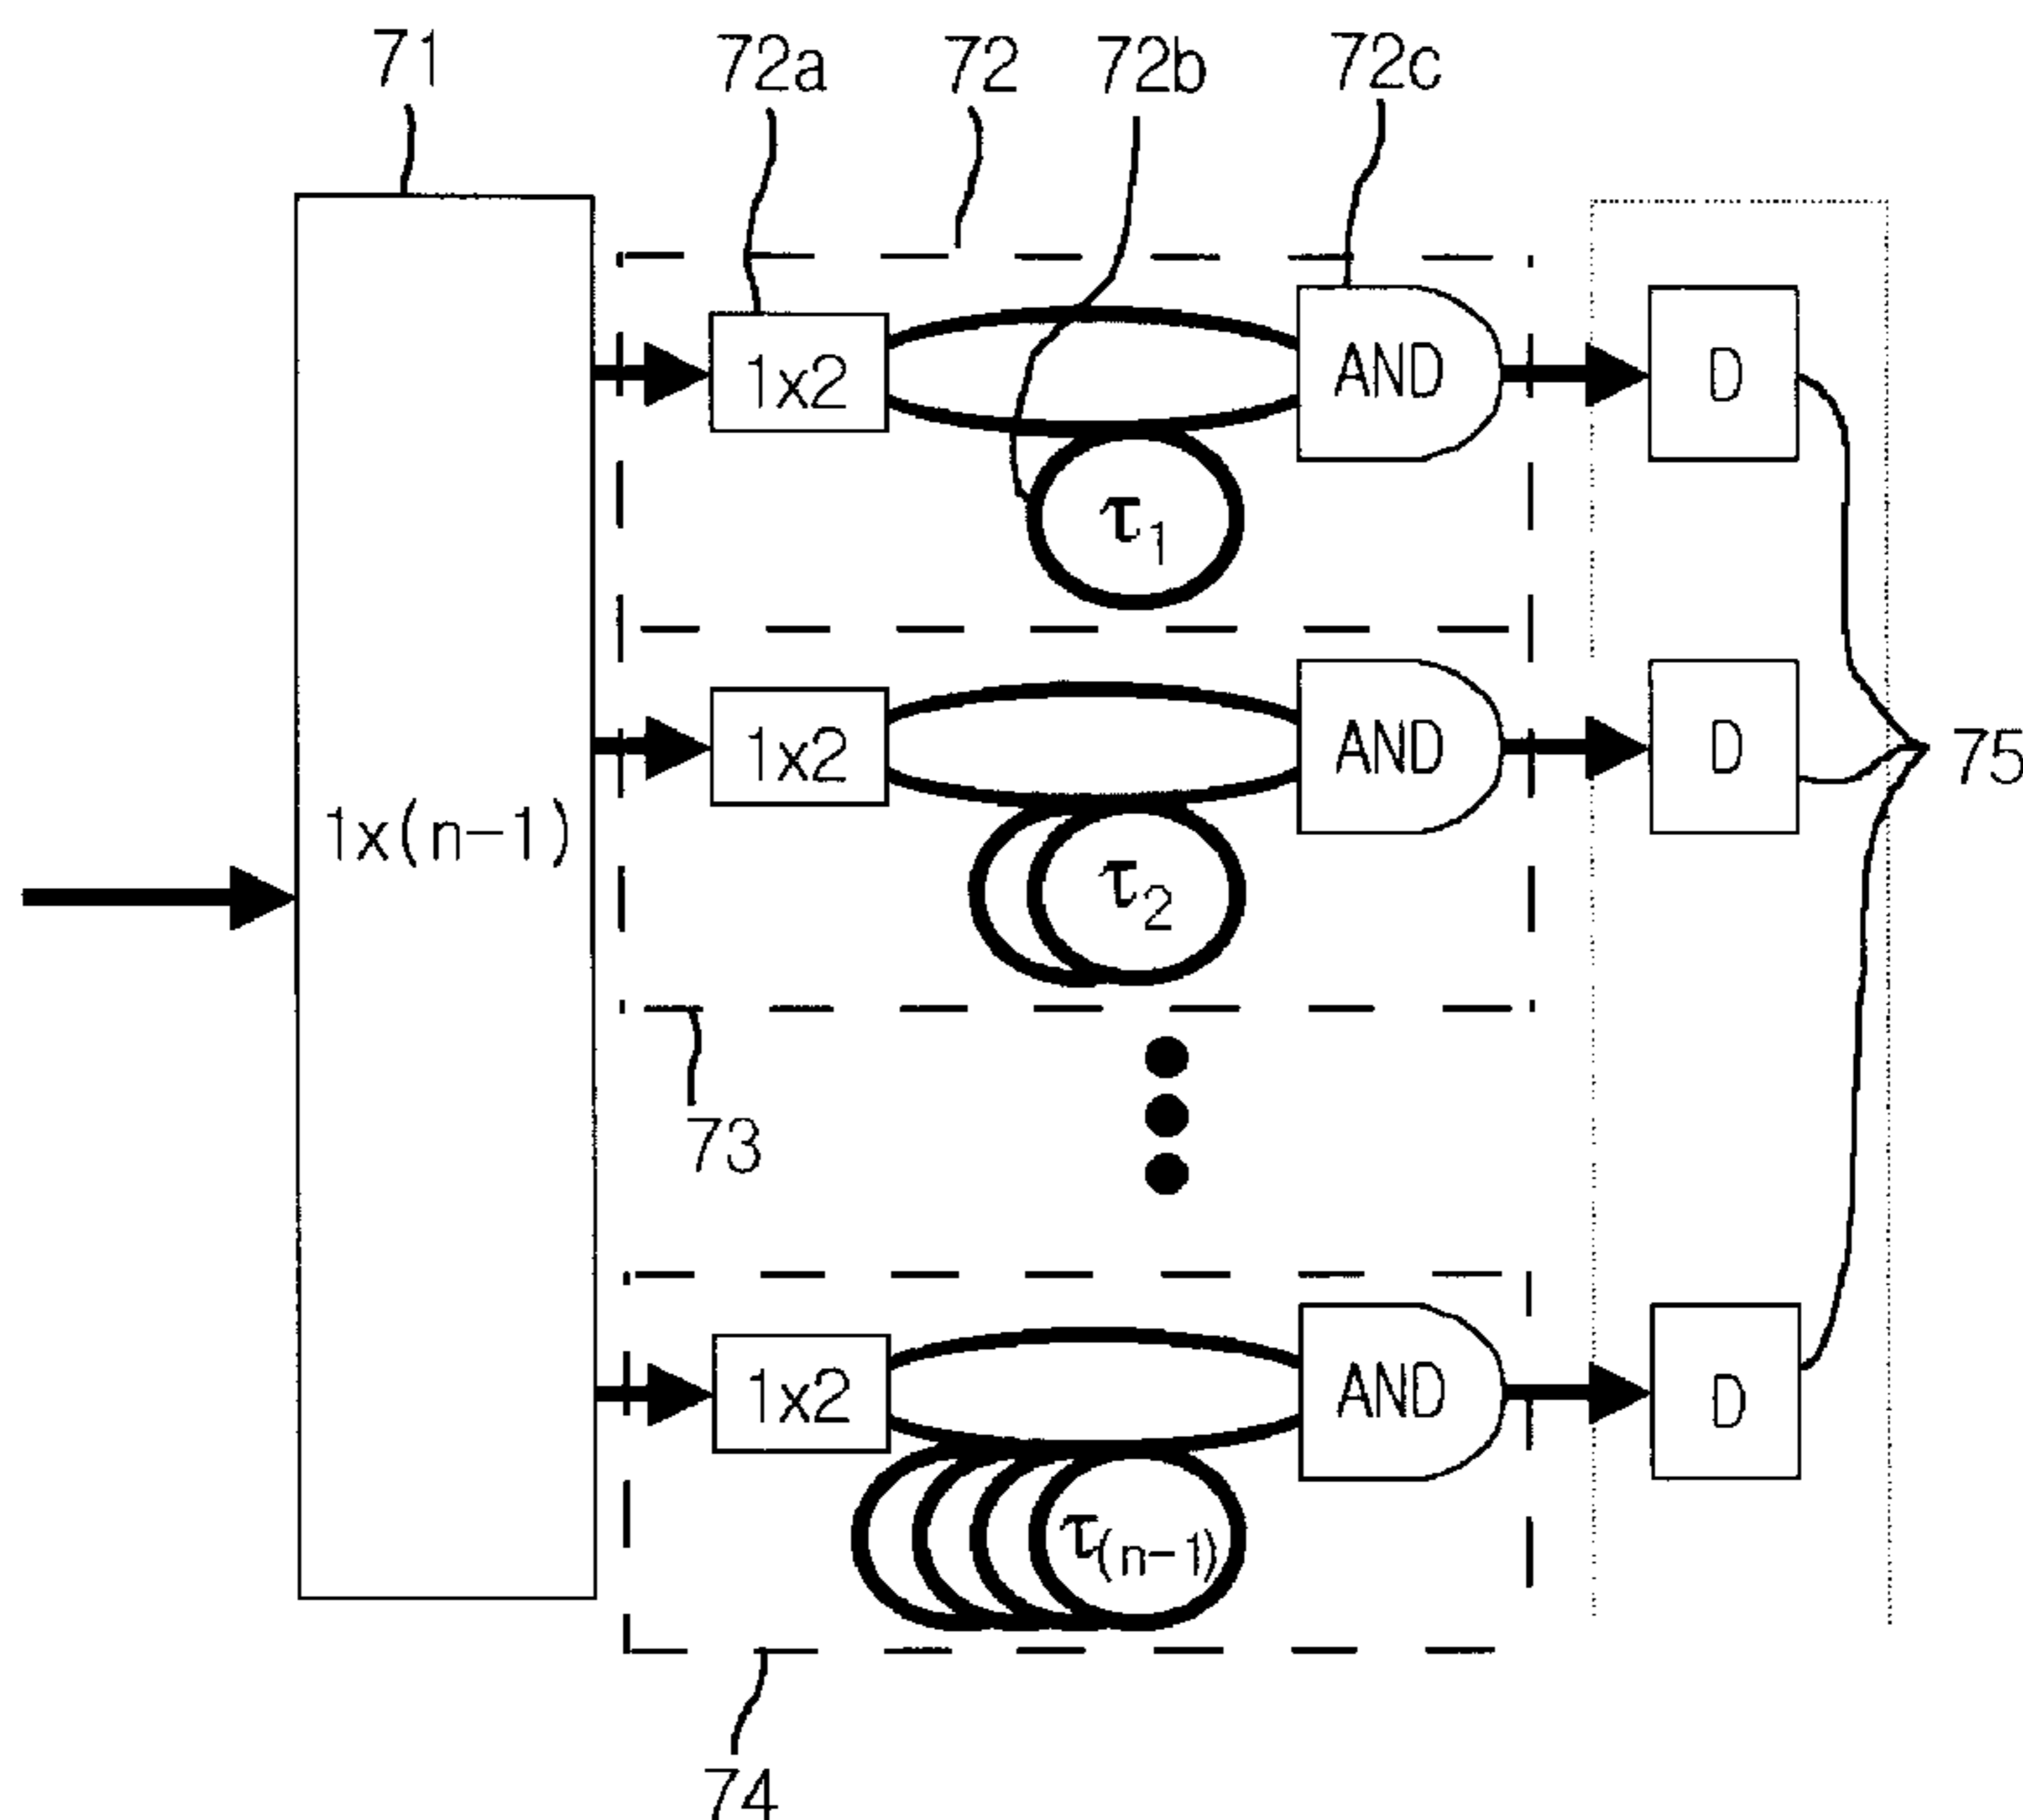 71
72a
72
72b
72c
1x2
AND
D
τ1
1x2
AND
D
75
1x(n-1)
τ2
73
1x2
AND
D
τ(n-1)
74